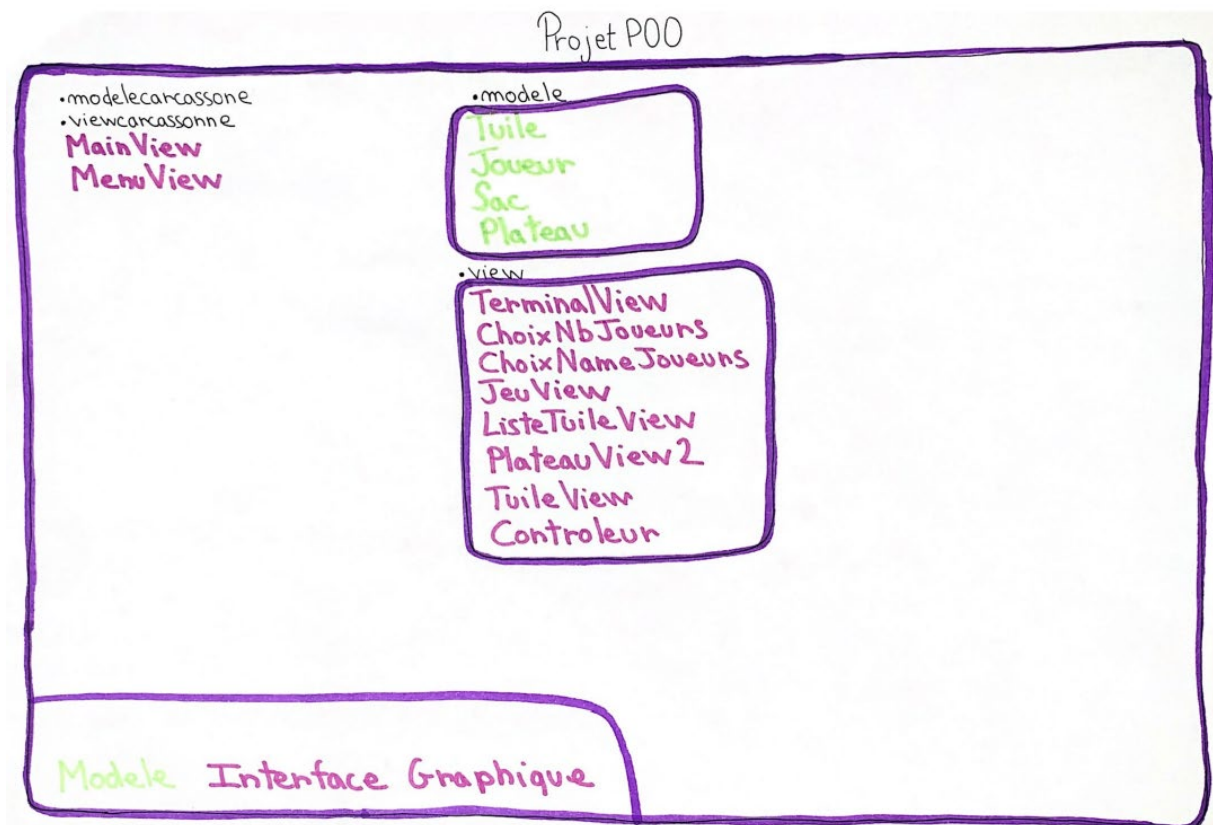 Projet POO
•modelecarcassone
•viewcarcassonne
MainView
MenuView
•modele
Tuile
Joueur
Sac
Plateau
•view
TerminalView
ChoixNbJoueurs
ChoixNameJoueurs
JeuView
ListeTuileView
PlateauView2
TuileView
Controleur
Modele Interface Graphique